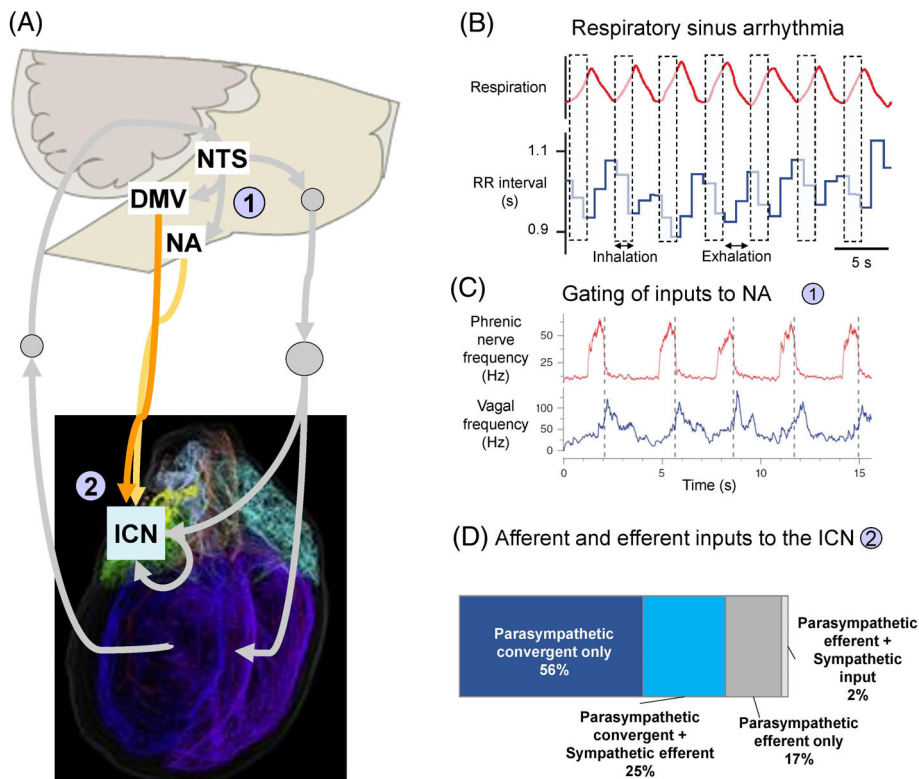 (A)
NTS
DMV
1
NA
2
ICN
(B)
Respiratory sinus arrhythmia
Respiration
1.1
RR interval
(s)
0.9
Inhalation
Exhalation
5 s
(C)
Gating of inputs to NA 1
Phrenic
nerve
frequency
(Hz)
50
25
Vagal
frequency
(Hz)
100
50
0
0
5
10
15
Time (s)
(D) Afferent and efferent inputs to the ICN 2
Parasympathetic
convergent only
56%
Parasympathetic
convergent +
Sympathetic efferent
25%
Parasympathetic
efferent only
17%
Parasympathetic
efferent +
Sympathetic
input
2%